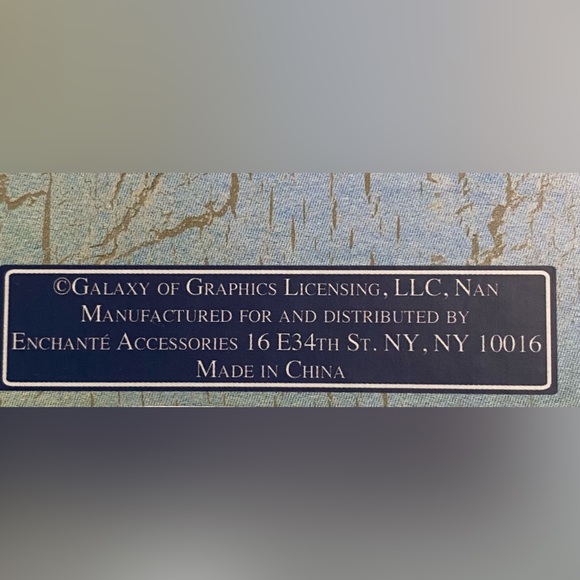 ©Galaxy of Graphics Licensing, LLC, Nan
Manufactured for and distributed by
Enchanté Accessories 16 E34th St. NY, NY 10016
Made in China